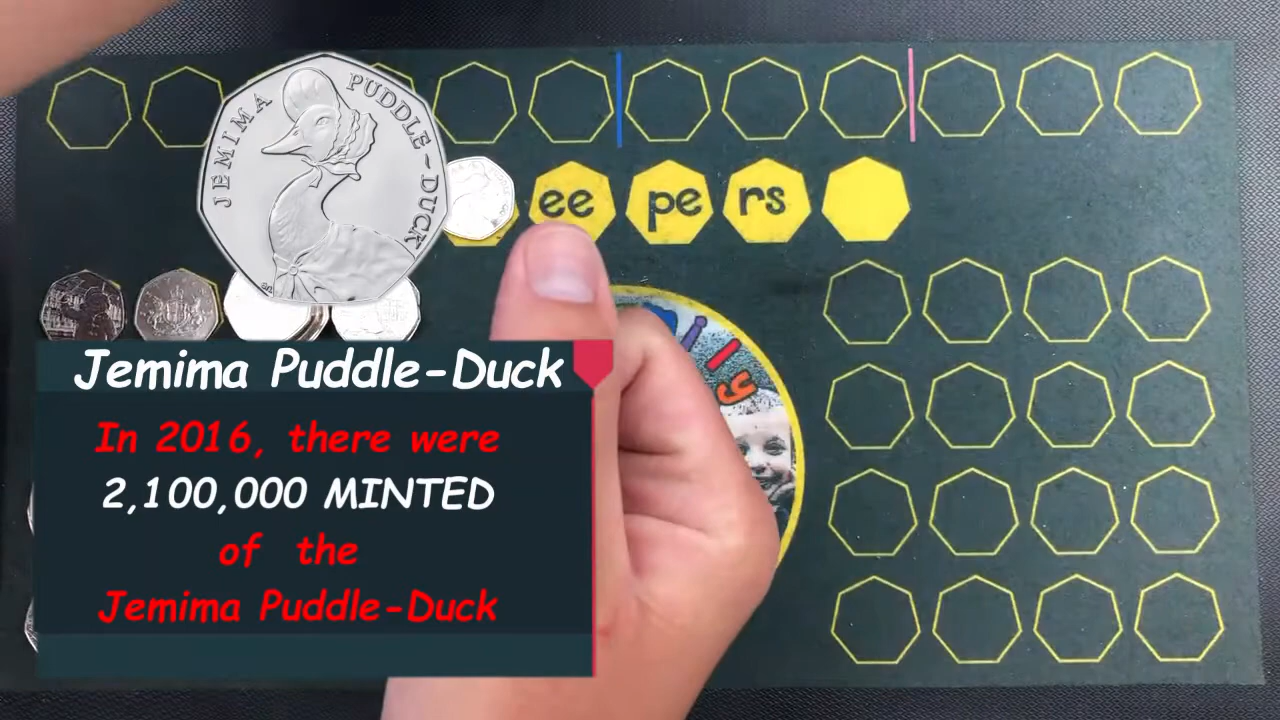 JEMIMA PUDDLE-DUCK
ee pe rs
ily
Jemima Puddle-Duck
In 2016, there were
2,100,000 MINTED
of the
Jemima Puddle-Duck